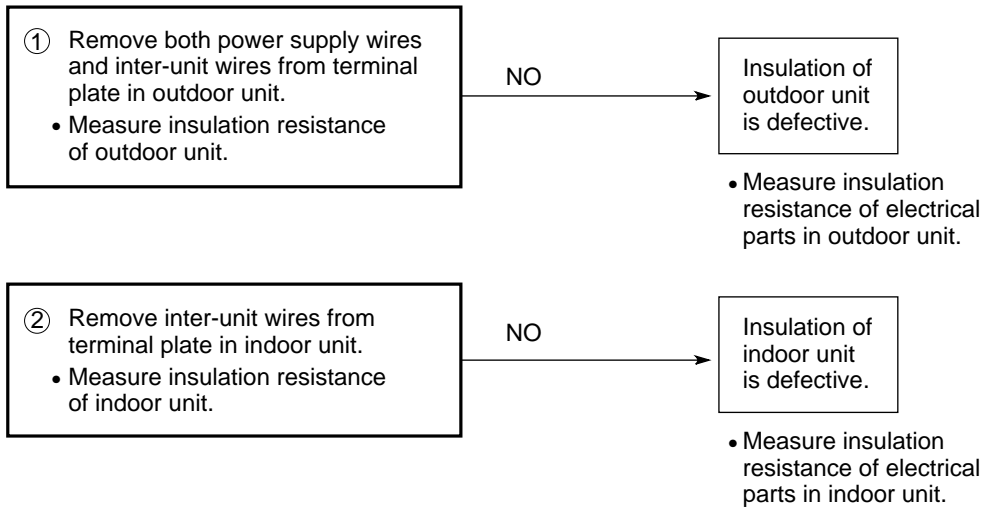 ① Remove both power supply wires
and inter-unit wires from terminal
plate in outdoor unit.
• Measure insulation resistance
of outdoor unit.
NO
Insulation of
outdoor unit
is defective.
• Measure insulation
resistance of electrical
parts in outdoor unit.
② Remove inter-unit wires from
terminal plate in indoor unit.
• Measure insulation resistance
of indoor unit.
NO
Insulation of
indoor unit
is defective.
• Measure insulation
resistance of electrical
parts in indoor unit.